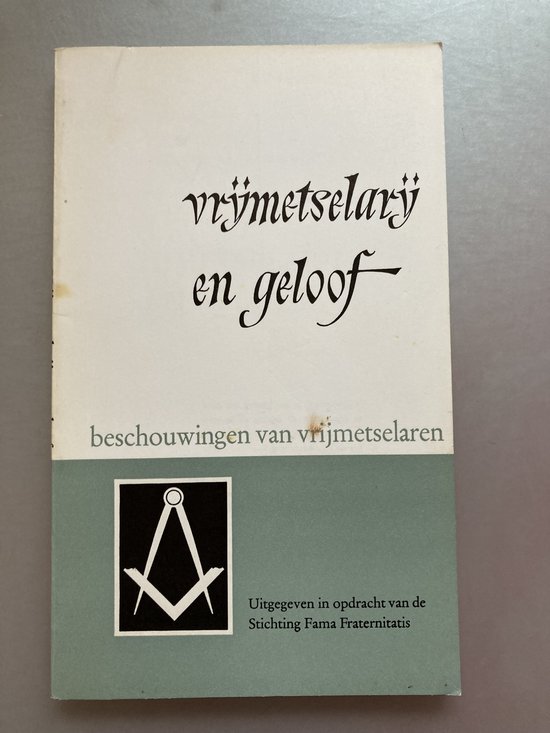 vrijmetselarij
en geloof
beschouwingen van vrijmetselaren
Uitgegeven in opdracht van de
Stichting Fama Fraternitatis